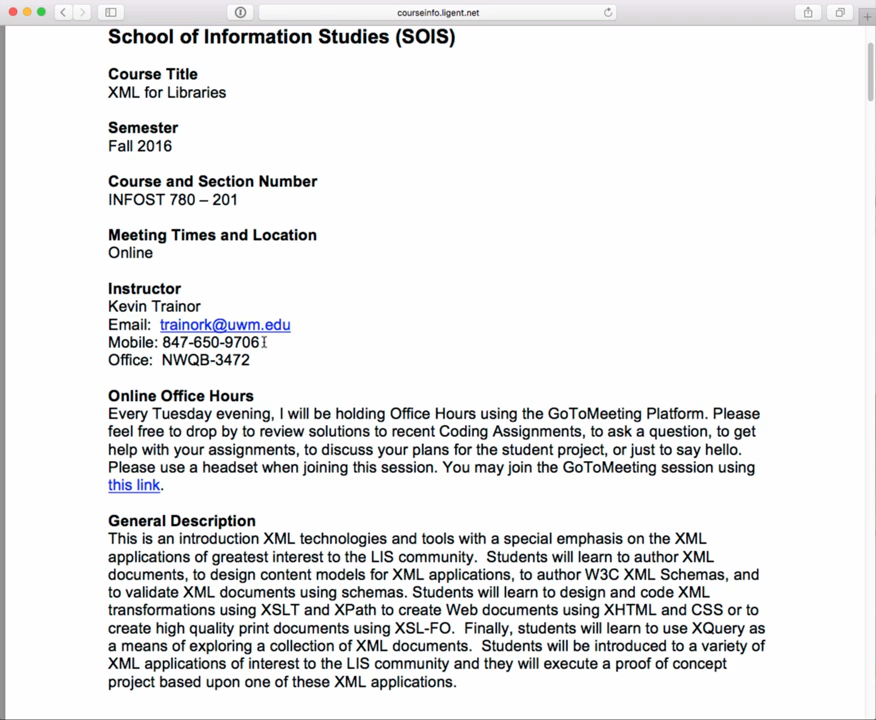 courseinfo.ligent.net
School of Information Studies (SOIS)
Course Title
XML for Libraries
Semester
Fall 2016
Course and Section Number
INFOST 780 – 201
Meeting Times and Location
Online
Instructor
Kevin Trainor
Email: trainork@uwm.edu
Mobile: 847-650-9706
Office: NWQB-3472
Online Office Hours
Every Tuesday evening, I will be holding Office Hours using the GoToMeeting Platform. Please
feel free to drop by to review solutions to recent Coding Assignments, to ask a question, to get
help with your assignments, to discuss your plans for the student project, or just to say hello.
Please use a headset when joining this session. You may join the GoToMeeting session using
this link.
General Description
This is an introduction XML technologies and tools with a special emphasis on the XML
applications of greatest interest to the LIS community. Students will learn to author XML
documents, to design content models for XML applications, to author W3C XML Schemas, and
to validate XML documents using schemas. Students will learn to design and code XML
transformations using XSLT and XPath to create Web documents using XHTML and CSS or to
create high quality print documents using XSL-FO. Finally, students will learn to use XQuery as
a means of exploring a collection of XML documents. Students will be introduced to a variety of
XML applications of interest to the LIS community and they will execute a proof of concept
project based upon one of these XML applications.